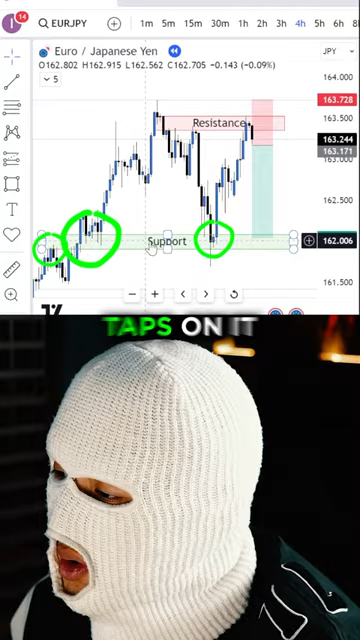 I 14 EURJPY 1m 5m 15m 30m 1h 2h 3h 4h 5h 6h
Euro / Japanese Yen JPY
O162.802 H162.915 L162.562 C162.705 −0.143 (−0.09%)
5
164.000
163.728
Resistance
163.244
163.171
Support
162.006
161.500
TAPS ON IT